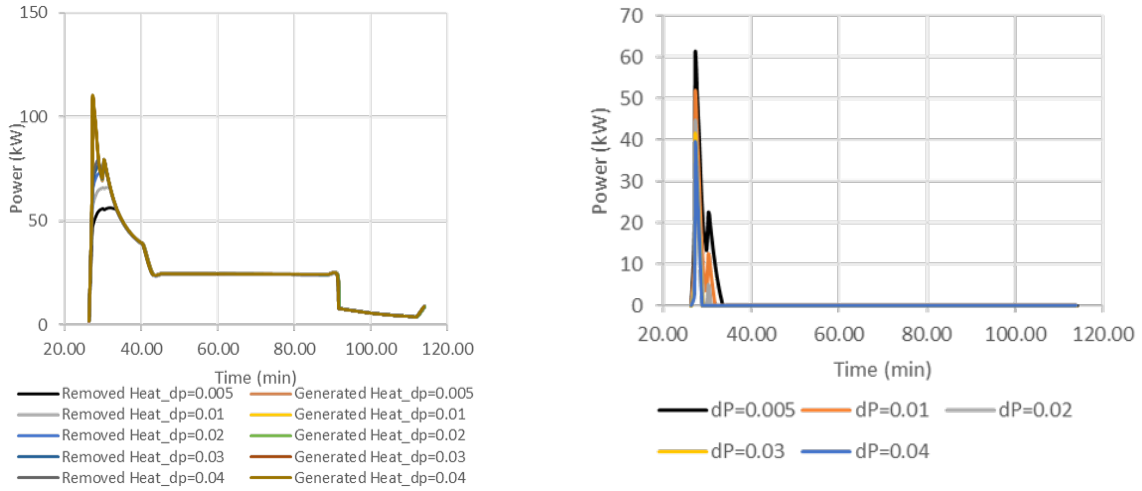 150
100
50
0
Power (kW)
20.00 40.00 60.00 80.00 100.00 120.00
Time (min)
Removed Heat_dp=0.005 Generated Heat_dp=0.005
Removed Heat_dp=0.01 Generated Heat_dp=0.01
Removed Heat_dp=0.02 Generated Heat_dp=0.02
Removed Heat_dp=0.03 Generated Heat_dp=0.03
Removed Heat_dp=0.04 Generated Heat_dp=0.04
70
60
50
40
30
20
10
0
Power (kW)
20.00 40.00 60.00 80.00 100.00 120.00
Time (min)
dP=0.005 dP=0.01 dP=0.02
dP=0.03 dP=0.04